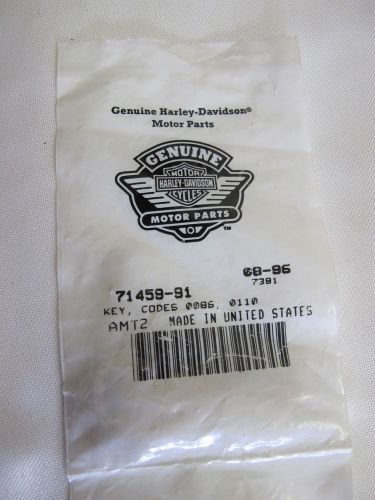 Genuine Harley-Davidson®
Motor Parts
GENUINE
MOTOR
HARLEY-DAVIDSON
CYCLES
MOTOR PARTS
TM
08-96
7381
71459-91
KEY, CODES 0086, 0110
AMT2 MADE IN UNITED STATES